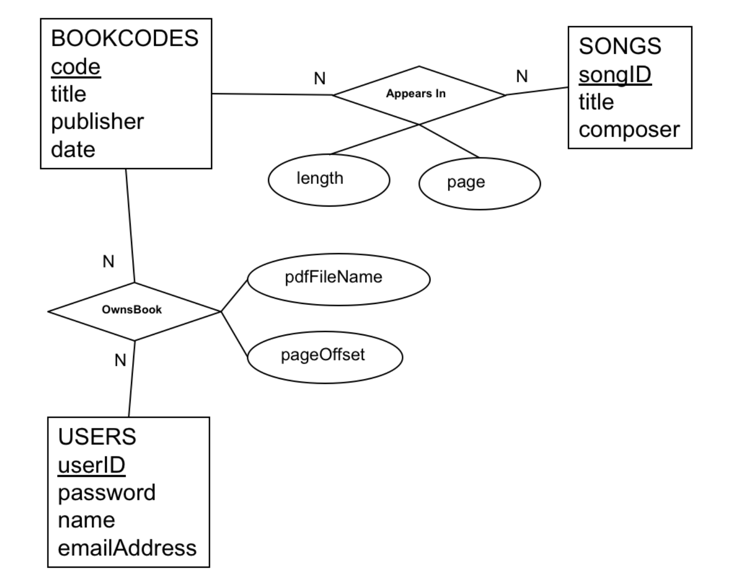 BOOKCODES
code
title
publisher
date
N
Appears In
N
SONGS
songID
title
composer
length
page
N
OwnsBook
N
pdfFileName
pageOffset
USERS
userID
password
name
emailAddress